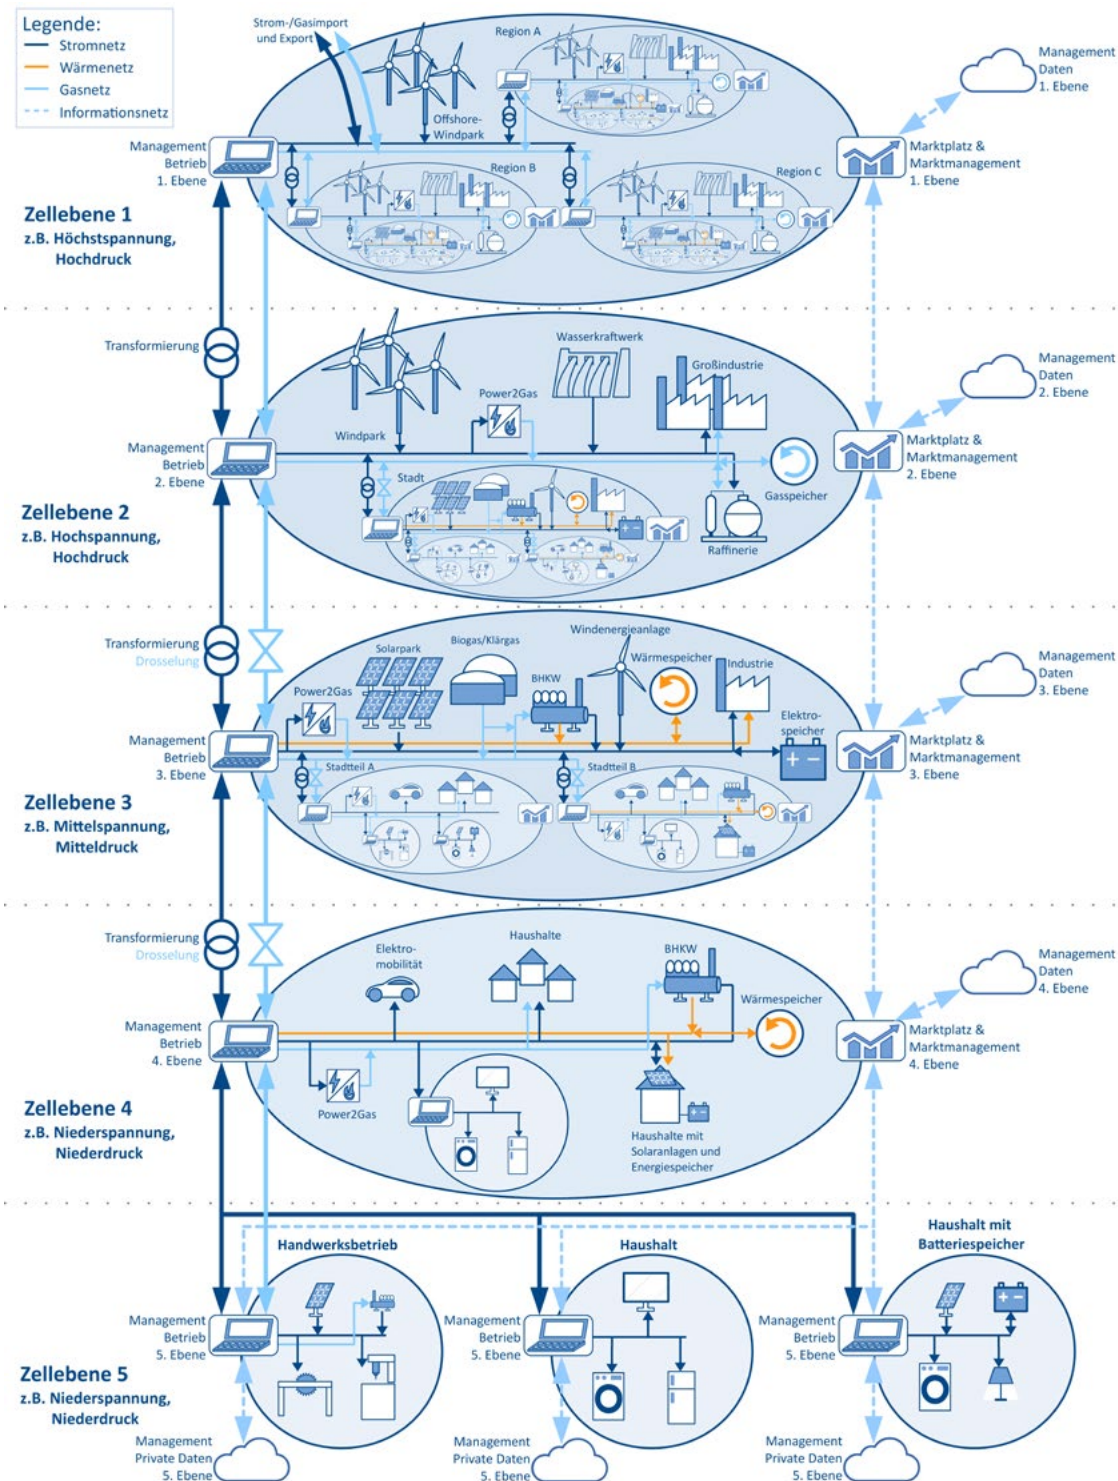 Legende:
Stromnetz
Wärmenetz
Gasnetz
Informationsnetz
Strom-/Gasimport
und Export
Region A
Offshore-
Windpark
Region B
Region C
Management
Betrieb
1. Ebene
Management
Daten
1. Ebene
Marktplatz &
Marktmanagement
1. Ebene
Zellebene 1
z.B. Höchstspannung,
Hochdruck
Transformierung
Wasserkraftwerk
Großindustrie
Power2Gas
Windpark
Management
Daten
2. Ebene
Management
Betrieb
2. Ebene
Marktplatz &
Marktmanagement
2. Ebene
Stadt
Gasspeicher
Raffinerie
Zellebene 2
z.B. Hochspannung,
Hochdruck
Transformierung
Drosselung
Solarpark
Biogas/Klärgas
Windenergieanlage
Wärmespeicher
Industrie
Power2Gas
BHKW
Elektro-
speicher
Management
Daten
3. Ebene
Management
Betrieb
3. Ebene
Marktplatz &
Marktmanagement
3. Ebene
Stadtteil A
Stadtteil B
Zellebene 3
z.B. Mittelspannung,
Mitteldruck
Transformierung
Drosselung
Elektro-
mobilität
Haushalte
BHKW
Wärmespeicher
Management
Daten
4. Ebene
Management
Betrieb
4. Ebene
Marktplatz &
Marktmanagement
4. Ebene
Power2Gas
Haushalte mit
Solaranlagen und
Energiespeicher
Zellebene 4
z.B. Niederspannung,
Niederdruck
Handwerksbetrieb
Haushalt
Haushalt mit
Batteriespeicher
Management
Betrieb
5. Ebene
Management
Betrieb
5. Ebene
Management
Betrieb
5. Ebene
Zellebene 5
z.B. Niederspannung,
Niederdruck
Management
Private Daten
5. Ebene
Management
Private Daten
5. Ebene
Management
Private Daten
5. Ebene